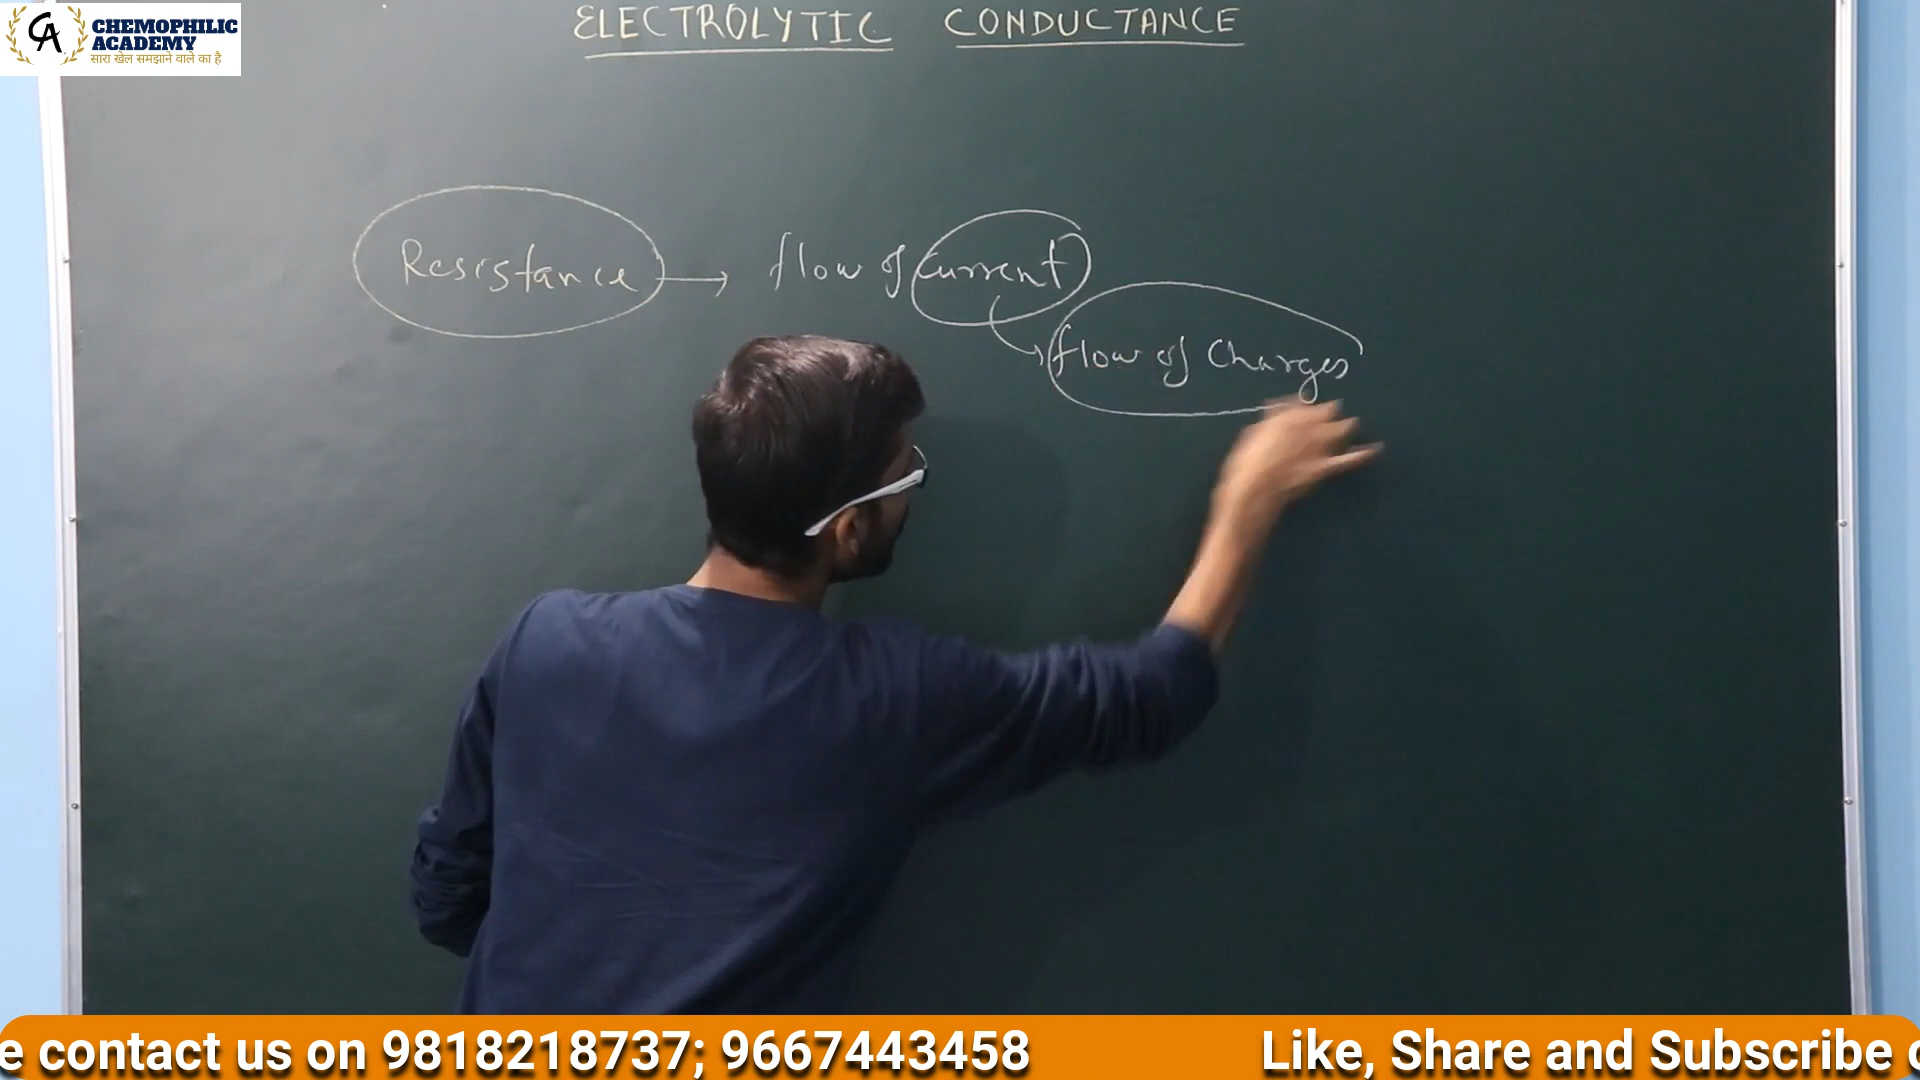 CA CHEMOPHILIC
ACADEMY
सारा खेल समझाने वाले का है
ELECTROLYTIC CONDUCTANCE
Resistance → flow of current
flow of Charges
e contact us on 9818218737; 9667443458 Like, Share and Subscribe o